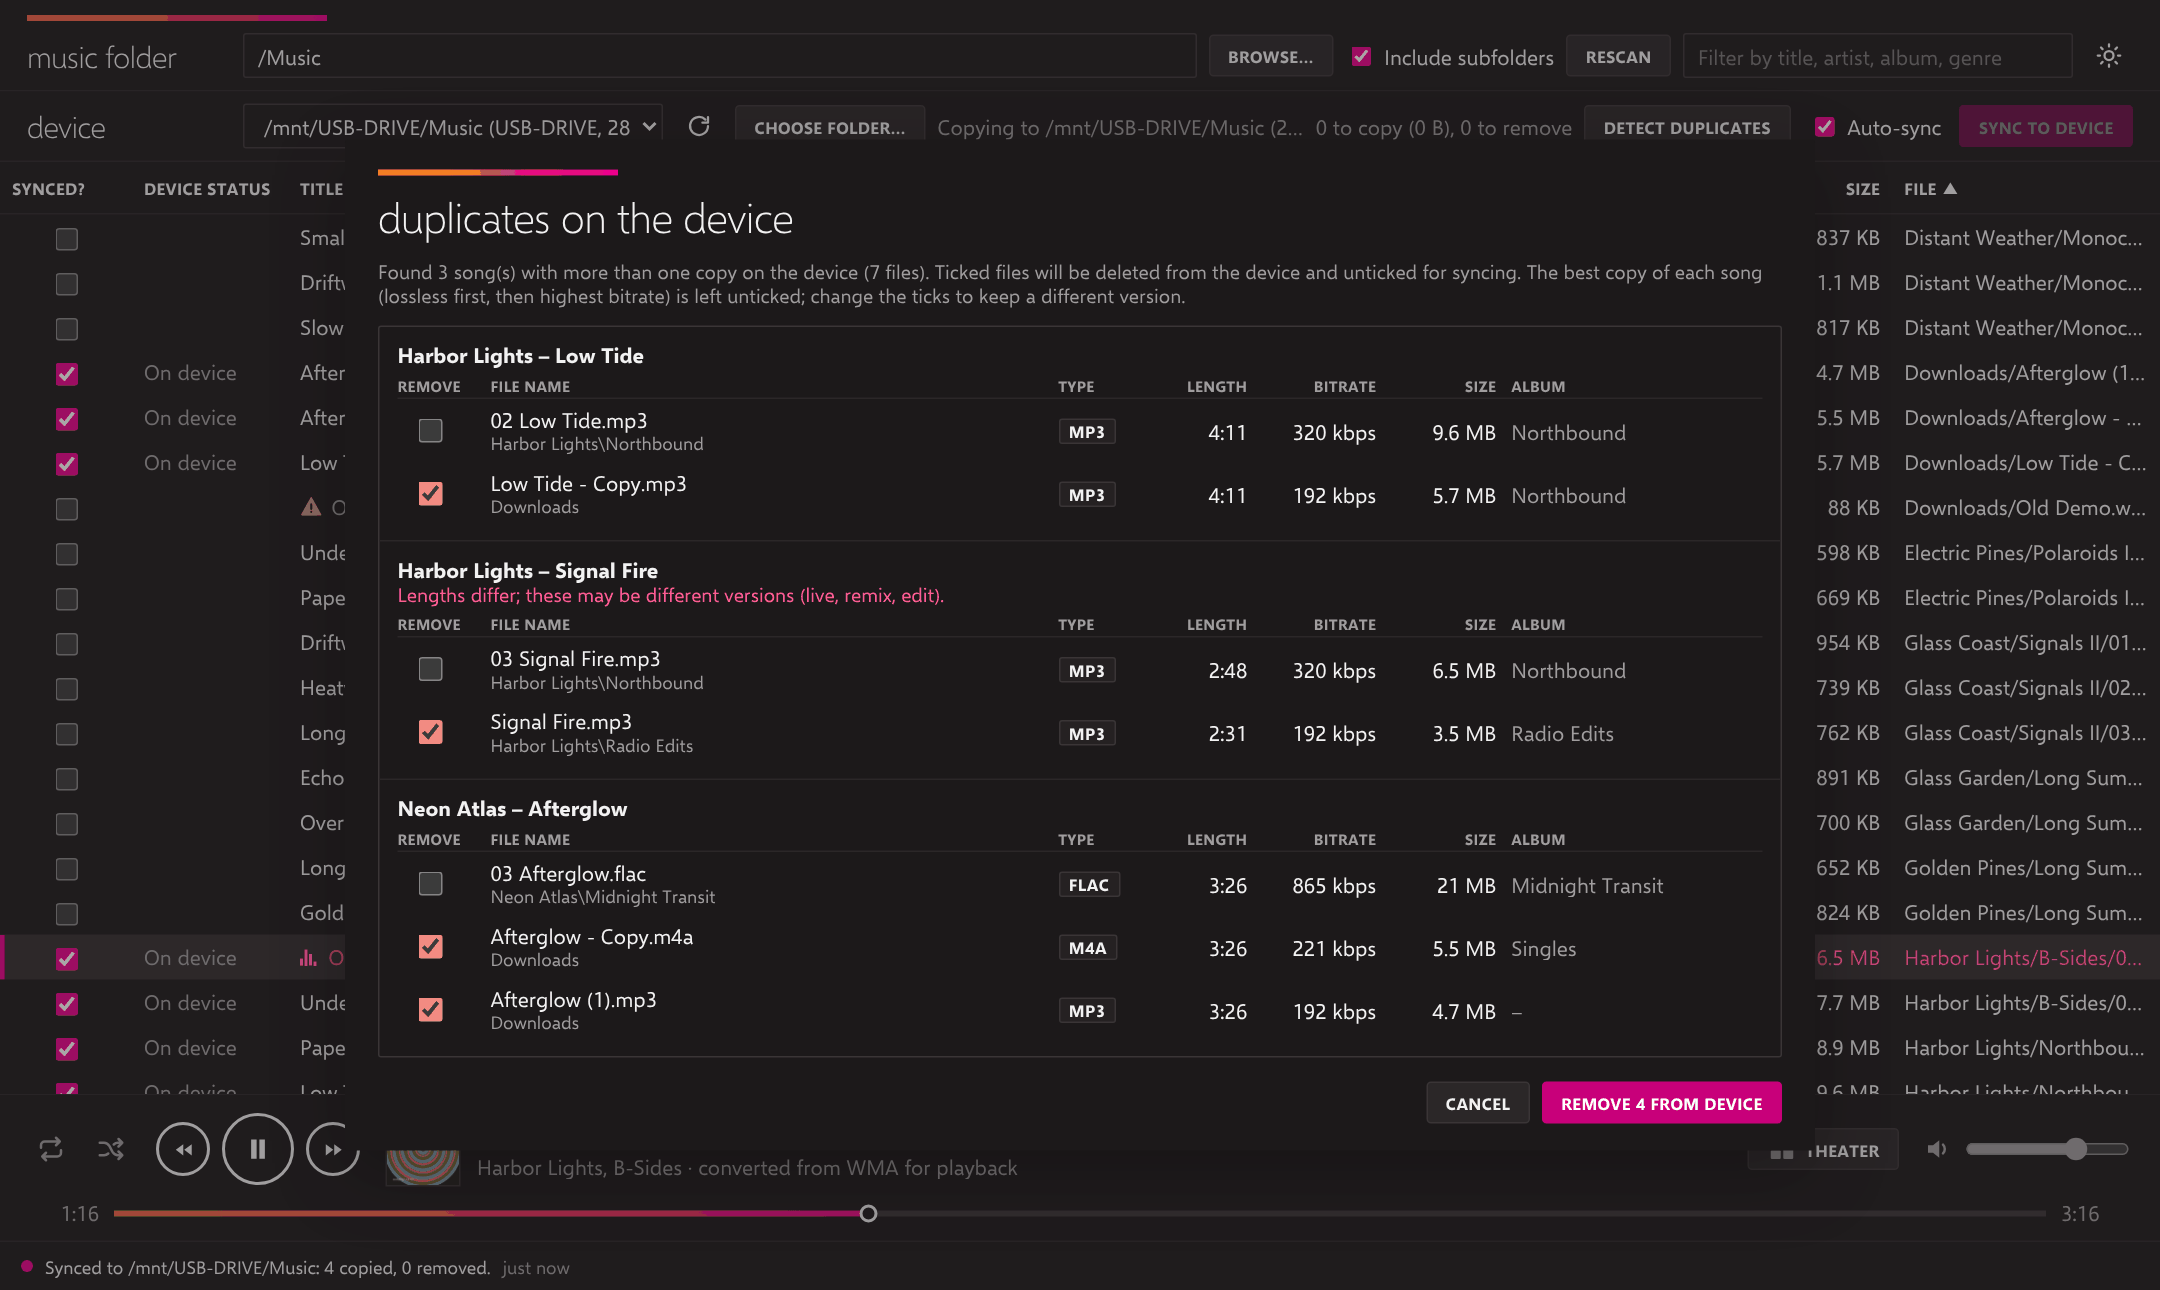 music folder /Music BROWSE... Include subfolders RESCAN Filter by title, artist, album, genre
device /mnt/USB-DRIVE/Music (USB-DRIVE, 28 CHOOSE FOLDER... Copying to /mnt/USB-DRIVE/Music (2... 0 to copy (0 B), 0 to remove DETECT DUPLICATES Auto-sync SYNC TO DEVICE
SYNCED? DEVICE STATUS TITLE SIZE FILE
duplicates on the device
Found 3 song(s) with more than one copy on the device (7 files). Ticked files will be deleted from the device and unticked for syncing. The best copy of each song
(lossless first, then highest bitrate) is left unticked; change the ticks to keep a different version.
Harbor Lights – Low Tide
REMOVE FILE NAME TYPE LENGTH BITRATE SIZE ALBUM
02 Low Tide.mp3 MP3 4:11 320 kbps 9.6 MB Northbound
Harbor Lights\Northbound
Low Tide - Copy.mp3 MP3 4:11 192 kbps 5.7 MB Northbound
Downloads
Harbor Lights – Signal Fire
Lengths differ; these may be different versions (live, remix, edit).
REMOVE FILE NAME TYPE LENGTH BITRATE SIZE ALBUM
03 Signal Fire.mp3 MP3 2:48 320 kbps 6.5 MB Northbound
Harbor Lights\Northbound
Signal Fire.mp3 MP3 2:31 192 kbps 3.5 MB Radio Edits
Harbor Lights\Radio Edits
Neon Atlas – Afterglow
REMOVE FILE NAME TYPE LENGTH BITRATE SIZE ALBUM
03 Afterglow.flac FLAC 3:26 865 kbps 21 MB Midnight Transit
Neon Atlas\Midnight Transit
Afterglow - Copy.m4a M4A 3:26 221 kbps 5.5 MB Singles
Downloads
Afterglow (1).mp3 MP3 3:26 192 kbps 4.7 MB –
Downloads
CANCEL REMOVE 4 FROM DEVICE
Smal 837 KB Distant Weather/Monoc...
Driftw 1.1 MB Distant Weather/Monoc...
Slow 817 KB Distant Weather/Monoc...
On device After 4.7 MB Downloads/Afterglow (1...
On device After 5.5 MB Downloads/Afterglow - ...
On device Low 5.7 MB Downloads/Low Tide - C...
O 88 KB Downloads/Old Demo.w...
Unde 598 KB Electric Pines/Polaroids I...
Pape 669 KB Electric Pines/Polaroids I...
Driftw 954 KB Glass Coast/Signals II/01...
Heat 739 KB Glass Coast/Signals II/02...
Long 762 KB Glass Coast/Signals II/03...
Echo 891 KB Glass Garden/Long Sum...
Over 700 KB Glass Garden/Long Sum...
Long 652 KB Golden Pines/Long Sum...
Gold 824 KB Golden Pines/Long Sum...
On device O 6.5 MB Harbor Lights/B-Sides/0...
On device Unde 7.7 MB Harbor Lights/B-Sides/0...
On device Pape 8.9 MB Harbor Lights/Northbou...
On device Low 9.6 MB Harbor Lights/Northbou...
Harbor Lights, B-Sides · converted from WMA for playback THEATER
1:16 3:16
Synced to /mnt/USB-DRIVE/Music: 4 copied, 0 removed. just now